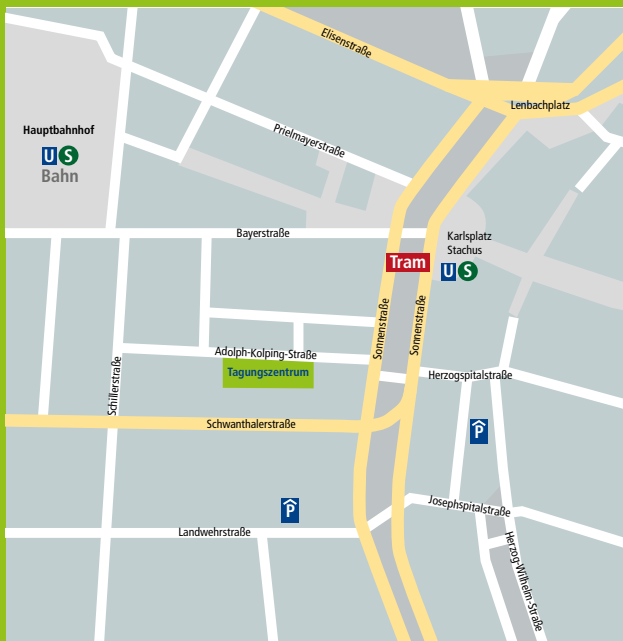 Elisenstraße
Lenbachplatz
Hauptbahnhof
U S
Bahn
Prielmayerstraße
Bayerstraße
Karlsplatz
Stachus
Tram
U S
Sonnenstraße
Sonnenstraße
Adolph-Kolping-Straße
Tagungszentrum
Schillerstraße
Herzogspitalstraße
Schwanthalerstraße
P
P
Josephspitalstraße
Landwehrstraße
Herzog-Wilhelm-Straße